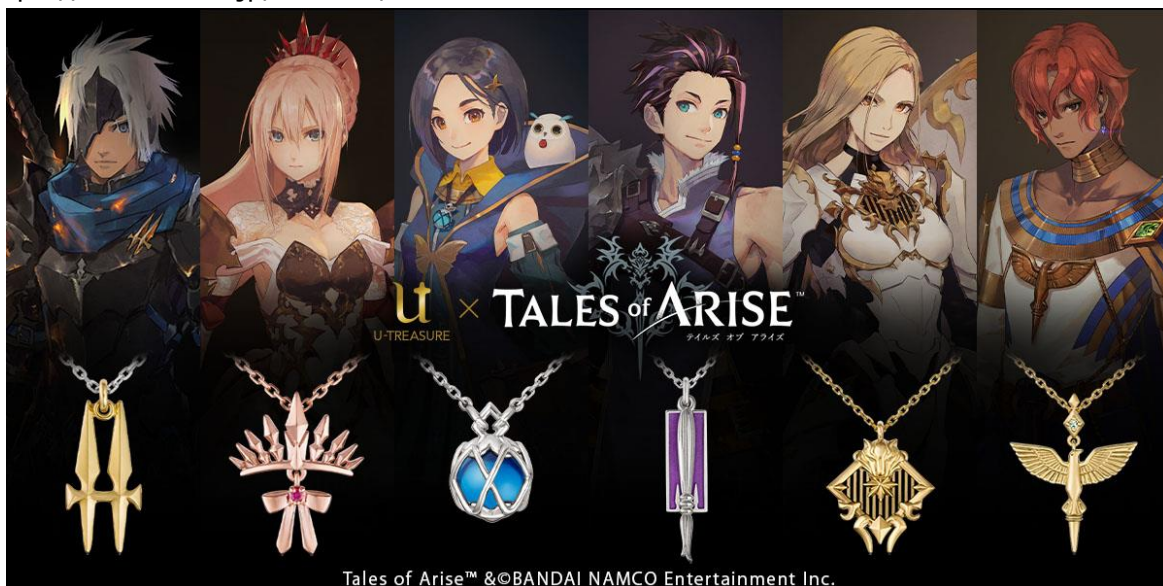 U-TREASURE
×
TALES of ARISE™
テイルズ オブ アライズ
Tales of Arise™ &©BANDAI NAMCO Entertainment Inc.